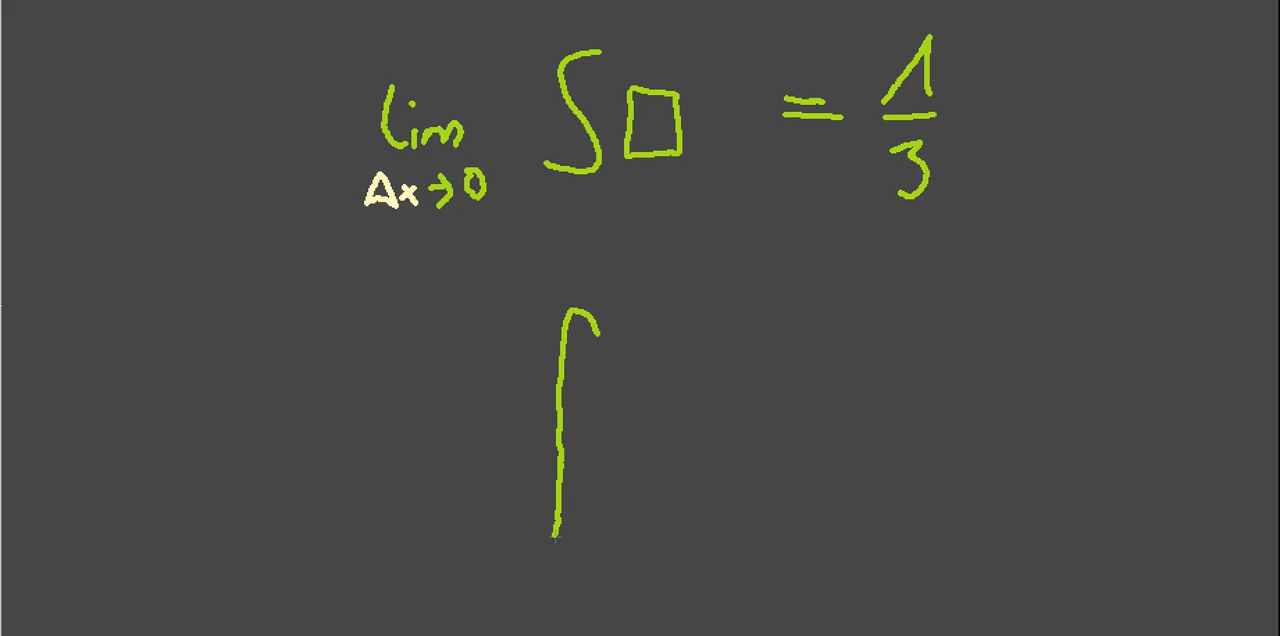 lim S□ = 1/3
Δx→0
∫